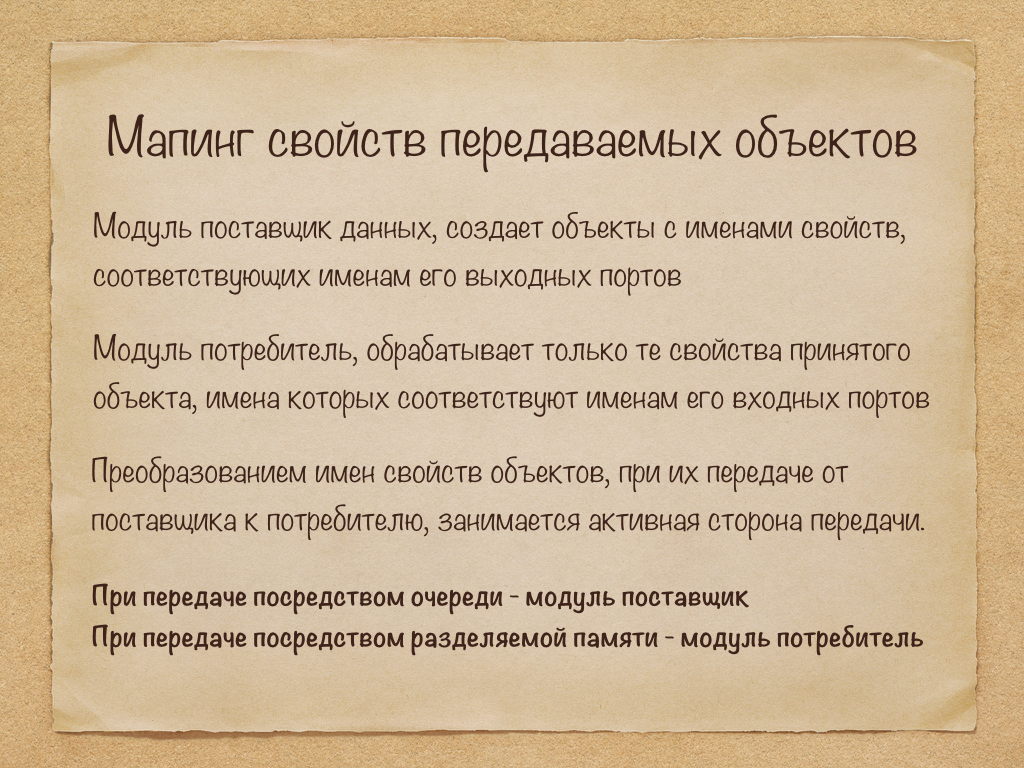 Мапинг свойств передаваемых объектов
Модуль поставщик данных, создает объекты с именами свойств,
соответствующих именам его выходных портов
Модуль потребитель, обрабатывает только те свойства принятого
объекта, имена которых соответствуют именам его входных портов
Преобразованием имен свойств объектов, при их передаче от
поставщика к потребителю, занимается активная сторона передачи.
При передаче посредством очереди - модуль поставщик
При передаче посредством разделяемой памяти - модуль потребитель